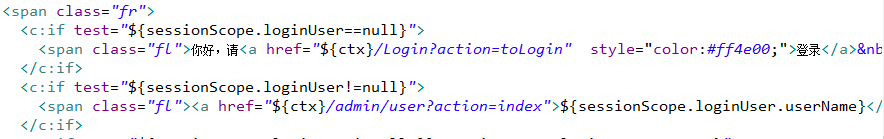 <span class="fr">
<c:if test="${sessionScope.loginUser==null}">
<span class="fl">你好，请<a href="${ctx}/Login?action=toLogin"  style="color:#ff4e00;">登录</a>&nb
</c:if>
<c:if test="${sessionScope.loginUser!=null}">
<span class="fl"><a href="${ctx}/admin/user?action=index">${sessionScope.loginUser.userName}</
</c:if>